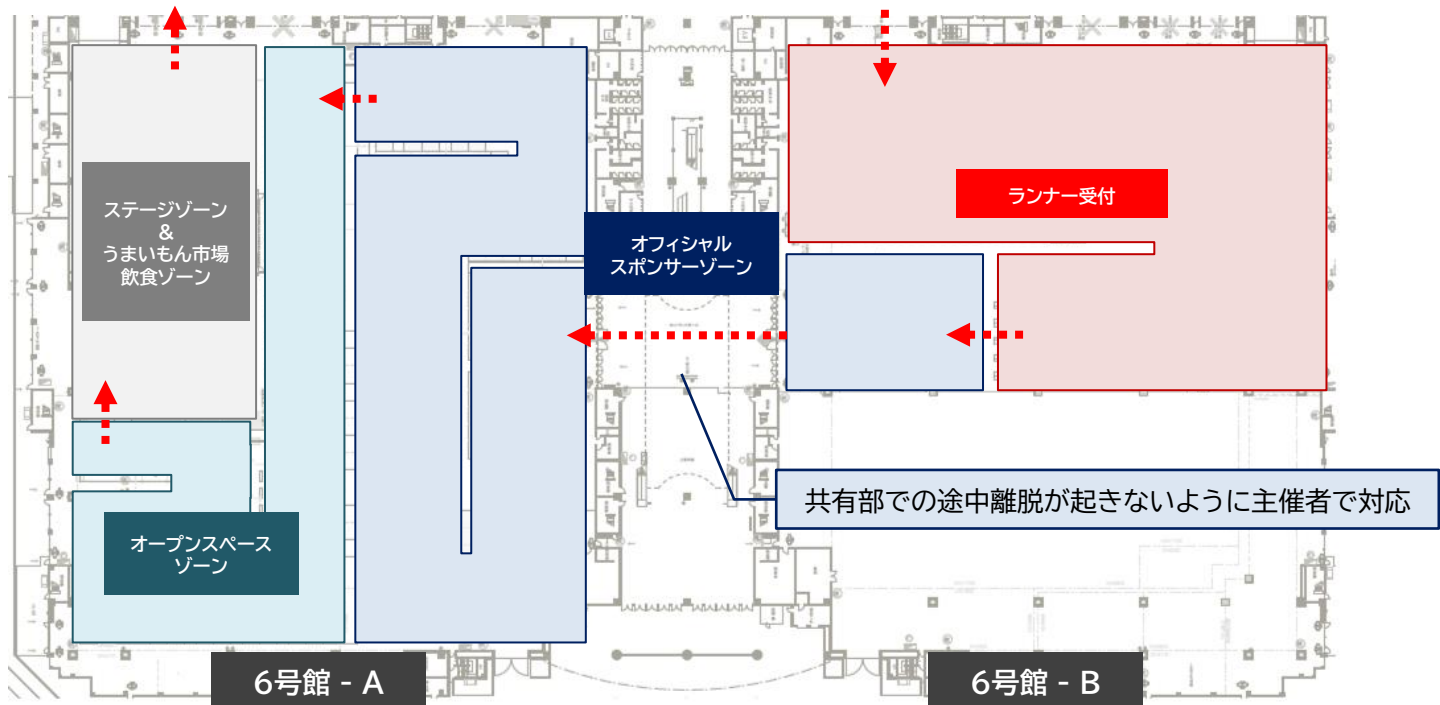 ステージゾーン
&
うまいもん市場
飲食ゾーン
オフィシャル
スポンサーゾーン
ランナー受付
共有部での途中離脱が起きないように主催者で対応
オープンスペース
ゾーン
6号館 - A
6号館 - B